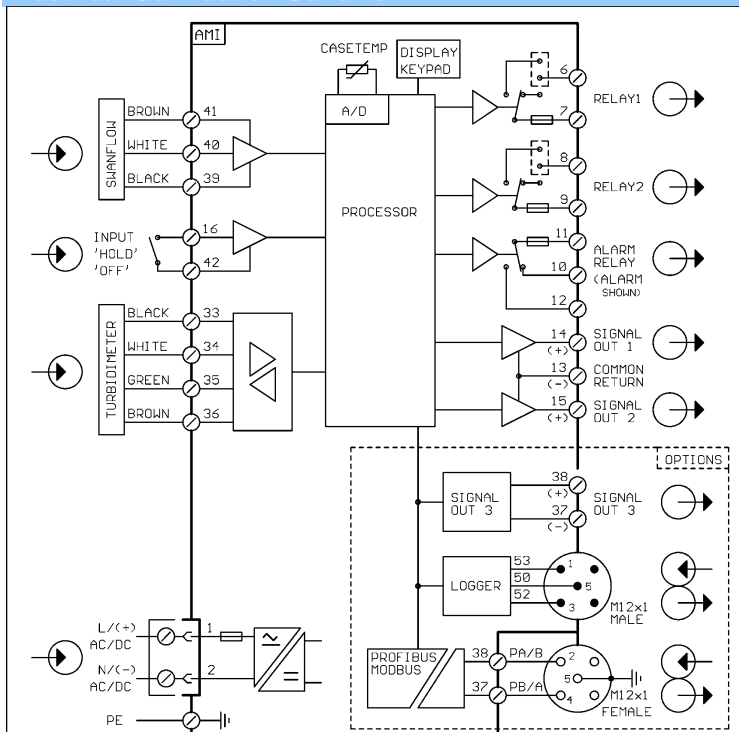 AMI
CASETEMP
DISPLAY
KEYPAD
A/D
PROCESSOR
SWANFLOW
BROWN 41
WHITE 40
BLACK 39
INPUT
'HOLD'
'OFF'
16
42
TURBIDIMETER
BLACK 33
WHITE 34
GREEN 35
BROWN 36
6
RELAY1
7
8
RELAY2
9
11
ALARM
RELAY
10
(ALARM
SHOWN)
12
14 SIGNAL
(+) OUT 1
13 COMMON
(-) RETURN
15 SIGNAL
(+) OUT 2
OPTIONS
SIGNAL
OUT 3
38
(+)
37
(-)
SIGNAL
OUT 3
LOGGER
53
50
52
1
5
3
M12x1
MALE
PROFIBUS
MODBUS
38 PA/B
37 PB/A
2
5
4
M12x1
FEMALE
L/(+)
AC/DC
1
N/(-)
AC/DC
2
PE